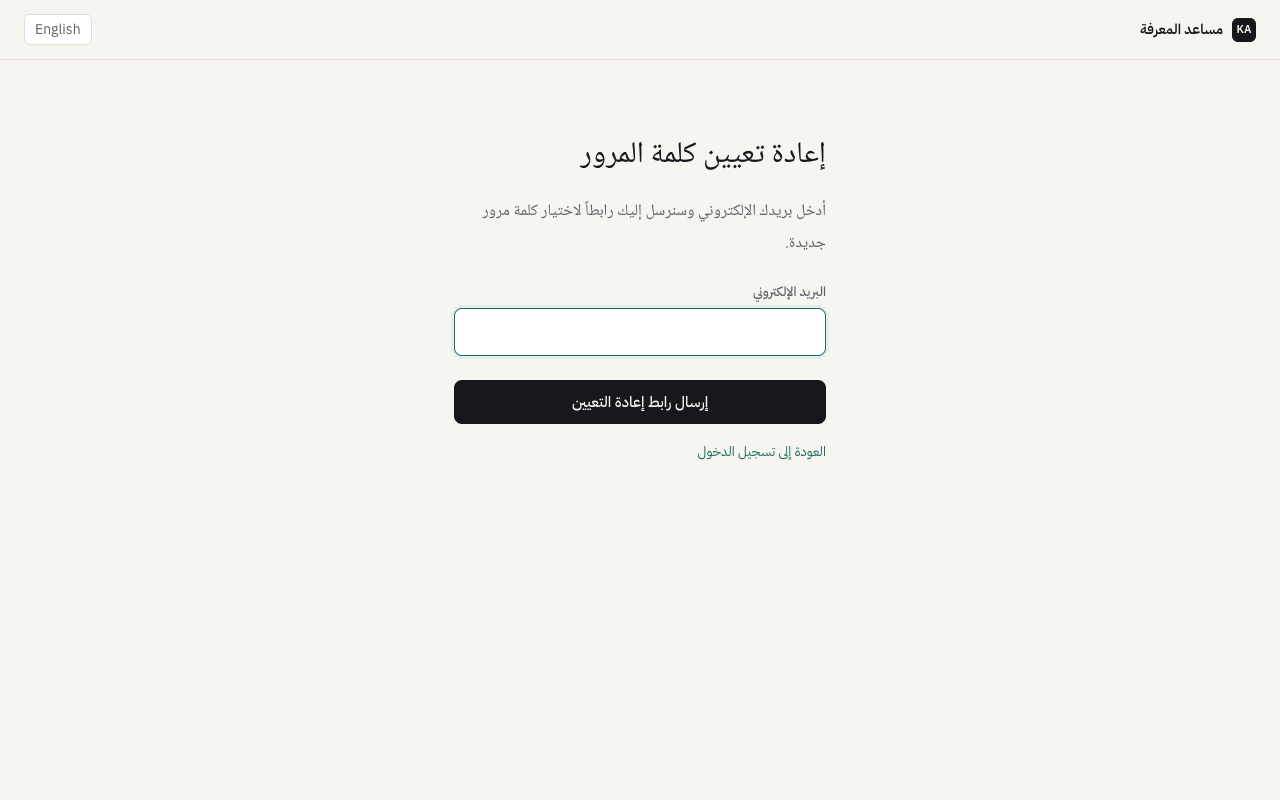 KA مساعد المعرفة
English
إعادة تعيين كلمة المرور
أدخل بريدك الإلكتروني وسنرسل إليك رابطاً لاختيار كلمة مرور
جديدة.
البريد الإلكتروني
إرسال رابط إعادة التعيين
العودة إلى تسجيل الدخول